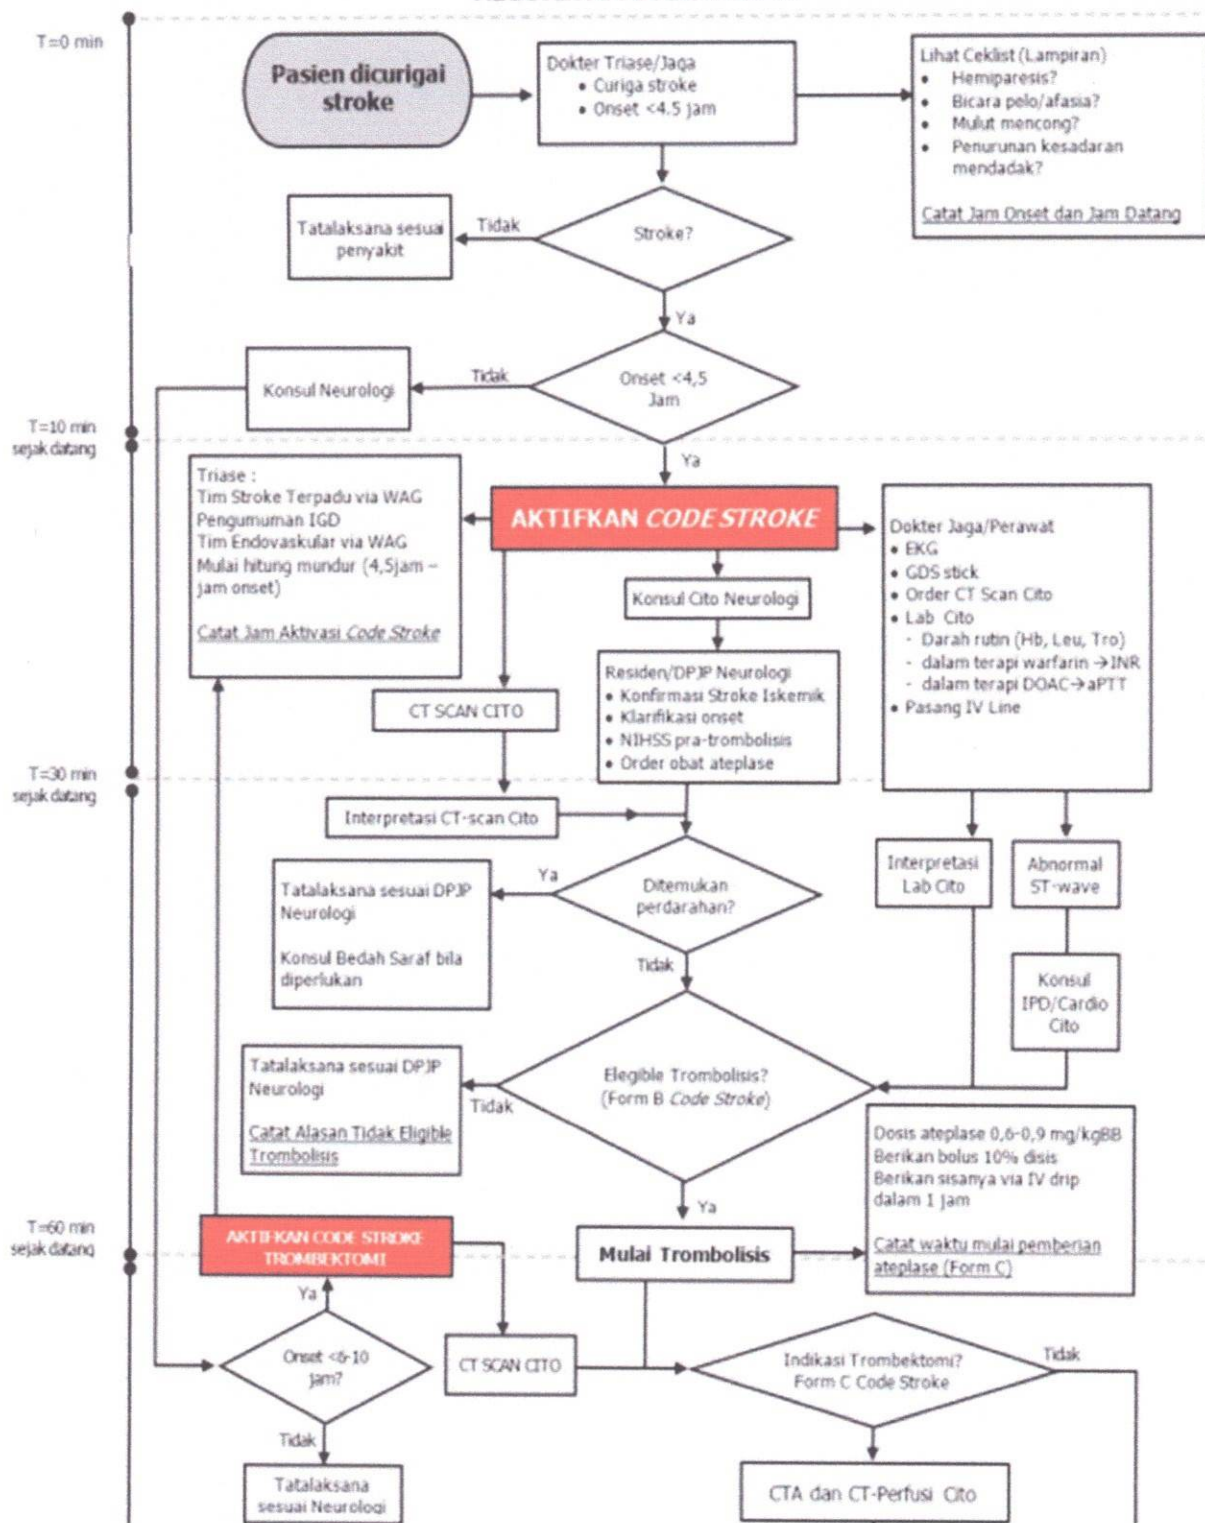 T=0 min
Pasien dicurigai
stroke
Dokter Triase/Jaga
• Curiga stroke
• Onset <4.5 jam
Lihat Ceklist (Lampiran)
• Hemiparesis?
• Bicara pelo/afasia?
• Mulut mencong?
• Penurunan kesadaran
mendadak?
Catat Jam Onset dan Jam Datang
Stroke?
Tidak
Tatalaksana sesuai
penyakit
Ya
Onset <4,5
Jam
Tidak
Konsul Neurologi
T=10 min
sejak datang
Ya
AKTIFKAN CODE STROKE
Triase :
Tim Stroke Terpadu via WAG
Pengumuman IGD
Tim Endovaskular via WAG
Mulai hitung mundur (4,5jam –
jam onset)
Catat Jam Aktivasi Code Stroke
Konsul Cito Neurologi
Dokter Jaga/Perawat
• EKG
• GDS stick
• Order CT Scan Cito
• Lab Cito
- Darah rutin (Hb, Leu, Tro)
- dalam terapi warfarin →INR
- dalam terapi DOAC→aPTT
• Pasang IV Line
Residen/DPJP Neurologi
• Konfirmasi Stroke Iskemik
• Klarifikasi onset
• NIHSS pra-trombolisis
• Order obat ateplase
CT SCAN CITO
T=30 min
sejak datang
Interpretasi CT-scan Cito
Interpretasi
Lab Cito
Abnormal
ST-wave
Ditemukan
perdarahan?
Ya
Tatalaksana sesuai DPJP
Neurologi
Konsul Bedah Saraf bila
diperlukan
Tidak
Konsul
IPD/Cardio
Cito
Elegible Trombolisis?
(Form B Code Stroke)
Tidak
Tatalaksana sesuai DPJP
Neurologi
Catat Alasan Tidak Eligible
Trombolisis
Ya
Dosis ateplase 0,6-0,9 mg/kgBB
Berikan bolus 10% disis
Berikan sisanya via IV drip
dalam 1 jam
Catat waktu mulai pemberian
ateplase (Form C)
T=60 min
sejak datang
AKTIFKAN CODE STROKE
TROMBEKTOMI
Mulai Trombolisis
Ya
Onset <6-10
jam?
CT SCAN CITO
Indikasi Trombektomi?
Form C Code Stroke
Tidak
Tidak
Tatalaksana
sesuai Neurologi
CTA dan CT-Perfusi Cito